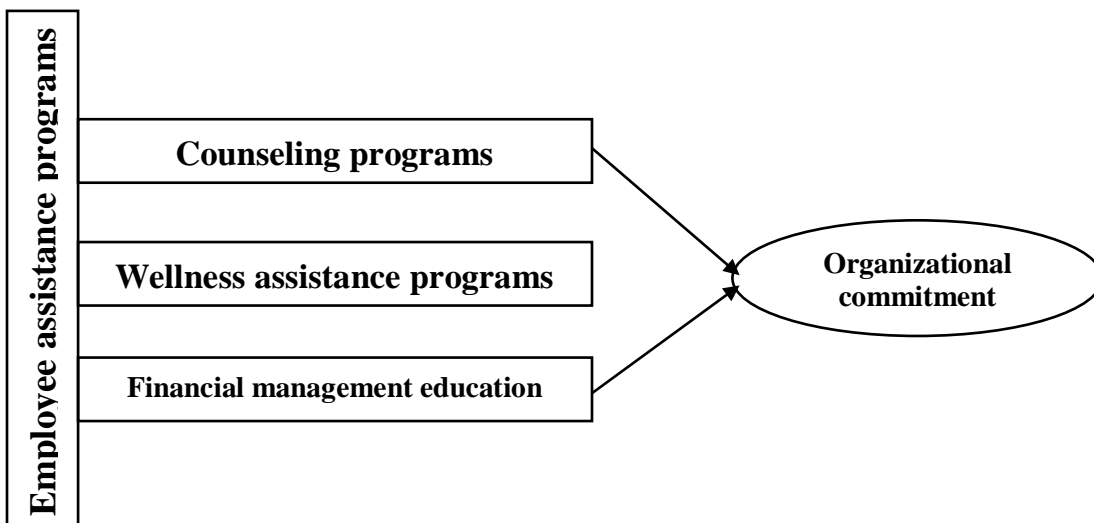 Employee assistance programs
Counseling programs
Wellness assistance programs
Financial management education
Organizational
commitment